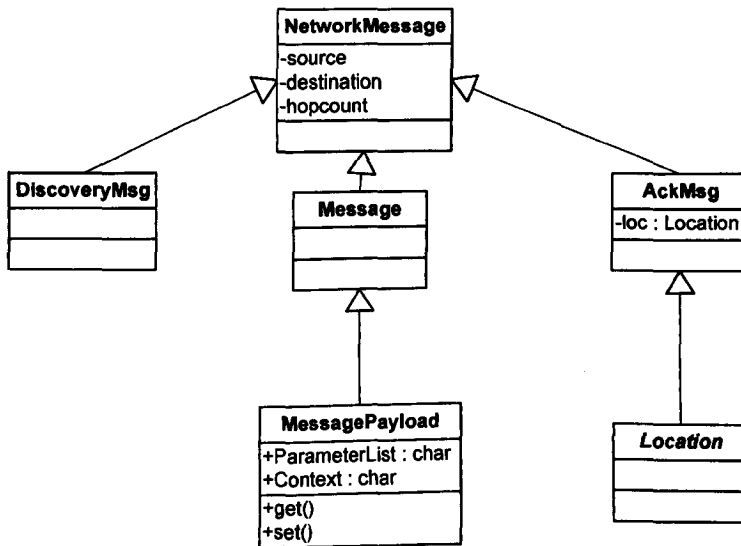 NetworkMessage
-source
-destination
-hopcount
DiscoveryMsg
Message
AckMsg
-loc : Location
MessagePayload
+ParameterList : char
+Context : char
+get()
+set()
Location